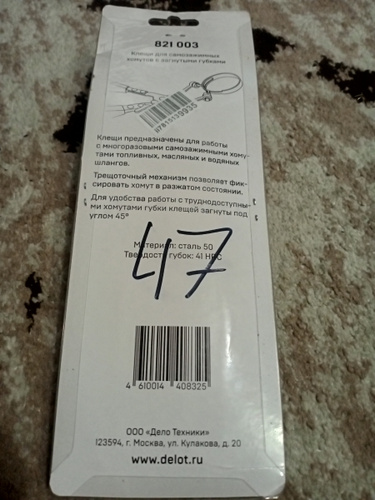 821 003
Клещи для самозажимных
хомутов с загнутыми губками
Клещи предназначены для работы
с многоразовыми самозажимными хому-
тами топливных, масляных и водяных
шлангов.
Трещоточный механизм позволяет фик-
сировать хомут в разжатом состоянии.
Для удобства работы с труднодоступны-
ми хомутами губки клещей загнуты под
углом 45°
Материал: сталь 50
Твердость губок: 41 HRC
47
4 610014 408325
ООО «Дело Техники»
123594, г. Москва, ул. Кулакова, д. 20
www.delot.ru